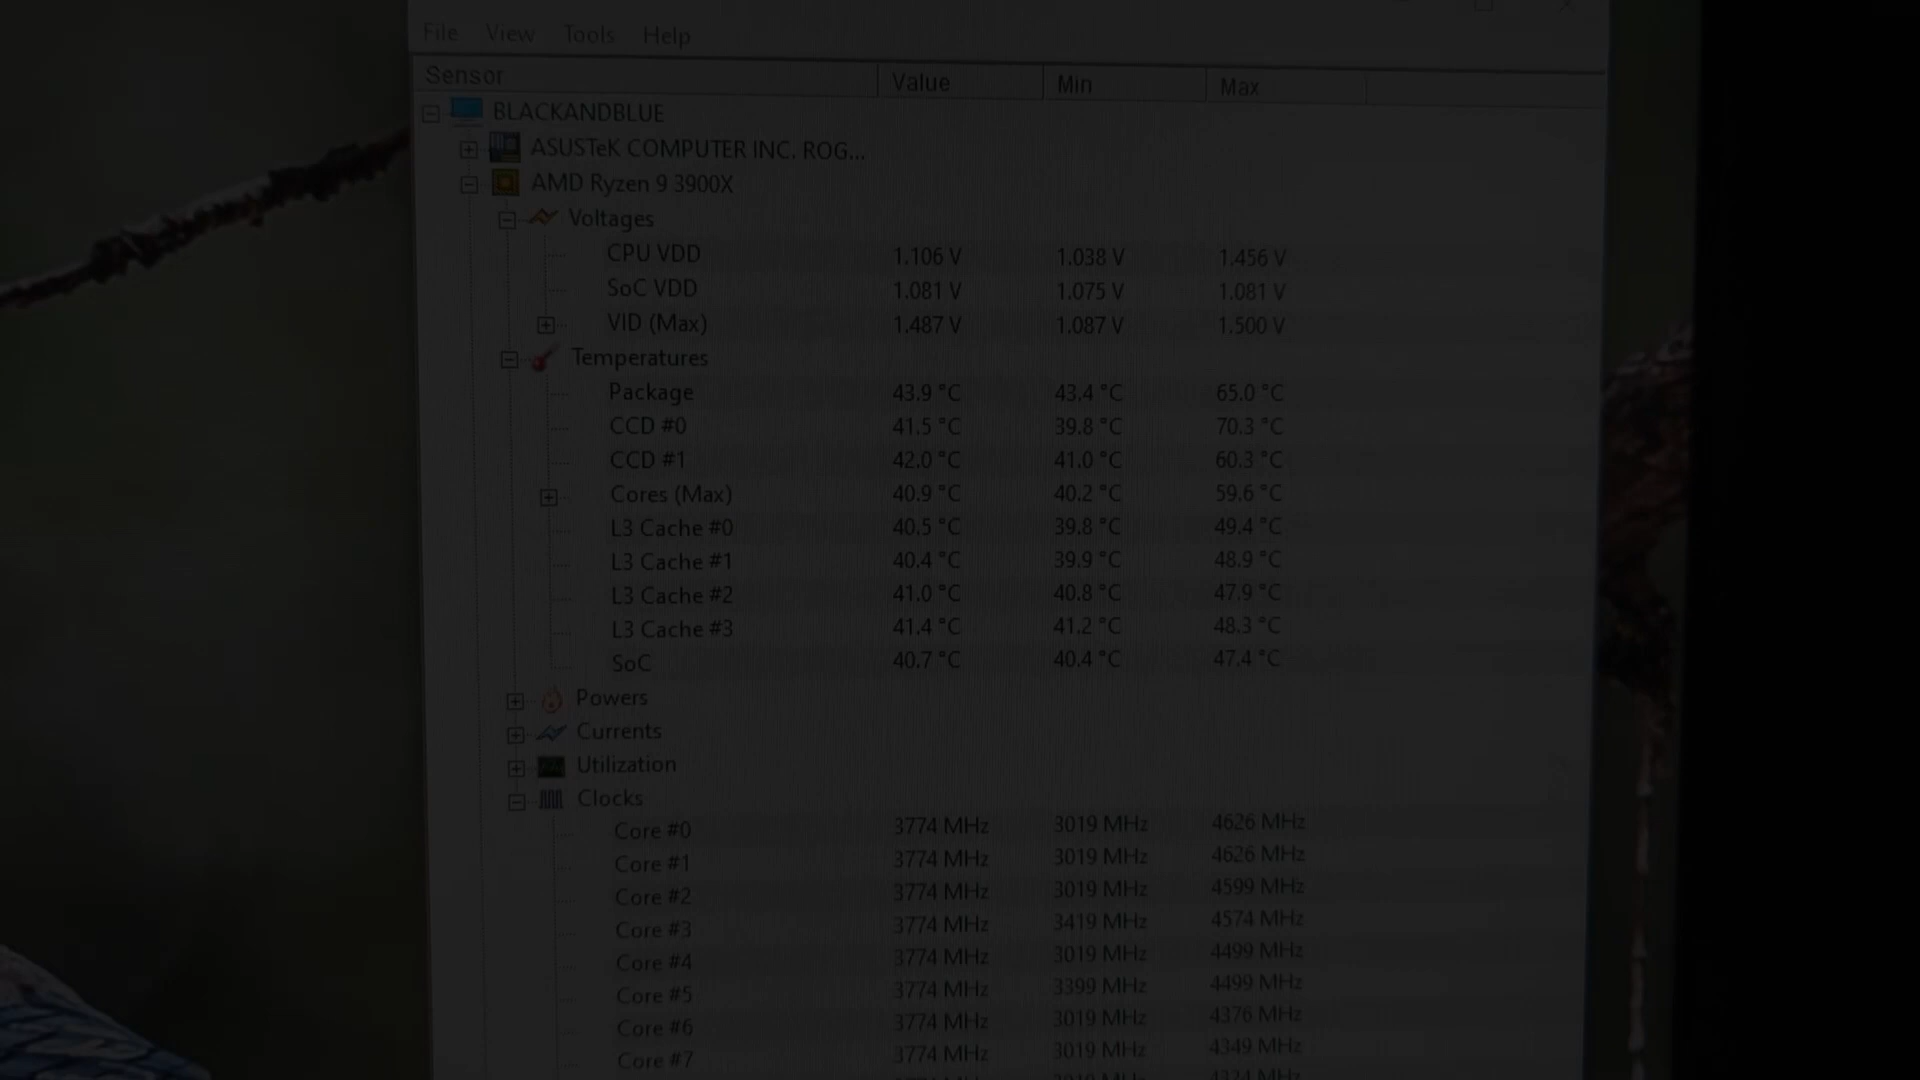 File View Tools Help
Sensor Value Min Max
BLACKANDBLUE
ASUSTeK COMPUTER INC. ROG...
AMD Ryzen 9 3900X
Voltages
CPU VDD 1.106 V 1.038 V 1.456 V
SoC VDD 1.081 V 1.075 V 1.081 V
VID (Max) 1.487 V 1.087 V 1.500 V
Temperatures
Package 43.9 °C 43.4 °C 65.0 °C
CCD #0 41.5 °C 39.8 °C 70.3 °C
CCD #1 42.0 °C 41.0 °C 60.3 °C
Cores (Max) 40.9 °C 40.2 °C 59.6 °C
L3 Cache #0 40.5 °C 39.8 °C 49.4 °C
L3 Cache #1 40.4 °C 39.9 °C 48.9 °C
L3 Cache #2 41.0 °C 40.8 °C 47.9 °C
L3 Cache #3 41.4 °C 41.2 °C 48.3 °C
SoC 40.7 °C 40.4 °C 47.4 °C
Powers
Currents
Utilization
Clocks
Core #0 3774 MHz 3019 MHz 4626 MHz
Core #1 3774 MHz 3019 MHz 4626 MHz
Core #2 3774 MHz 3019 MHz 4599 MHz
Core #3 3774 MHz 3419 MHz 4574 MHz
Core #4 3774 MHz 3019 MHz 4499 MHz
Core #5 3774 MHz 3399 MHz 4499 MHz
Core #6 3774 MHz 3019 MHz 4376 MHz
Core #7 3774 MHz 3019 MHz 4349 MHz